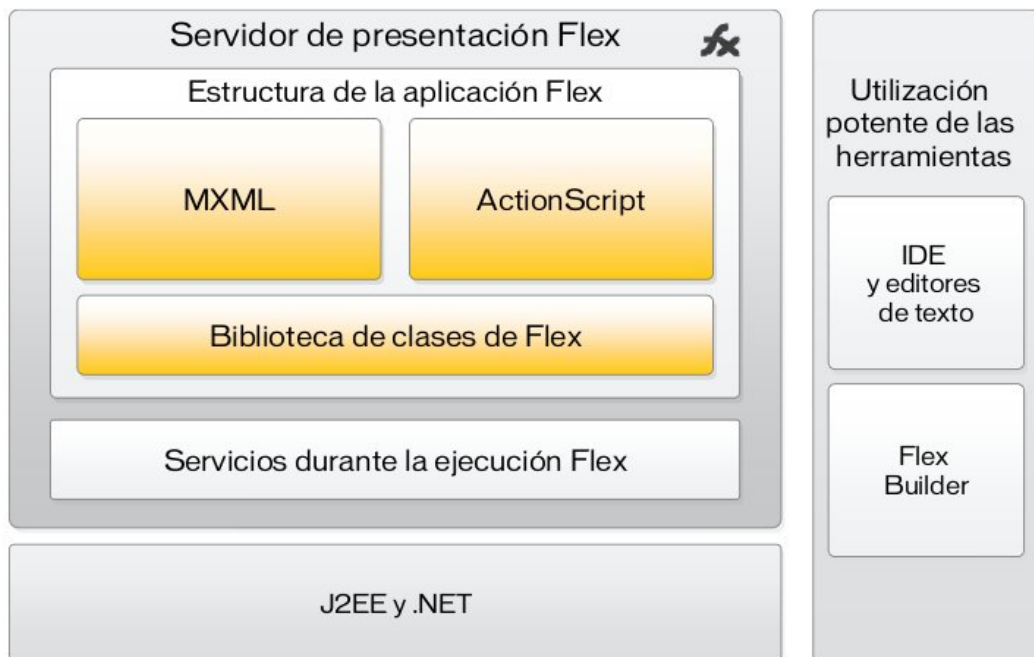 Servidor de presentación Flex
fx
Estructura de la aplicación Flex
MXML
ActionScript
Biblioteca de clases de Flex
Servicios durante la ejecución Flex
J2EE y .NET
Utilización
potente de las
herramientas
IDE
y editores
de texto
Flex
Builder